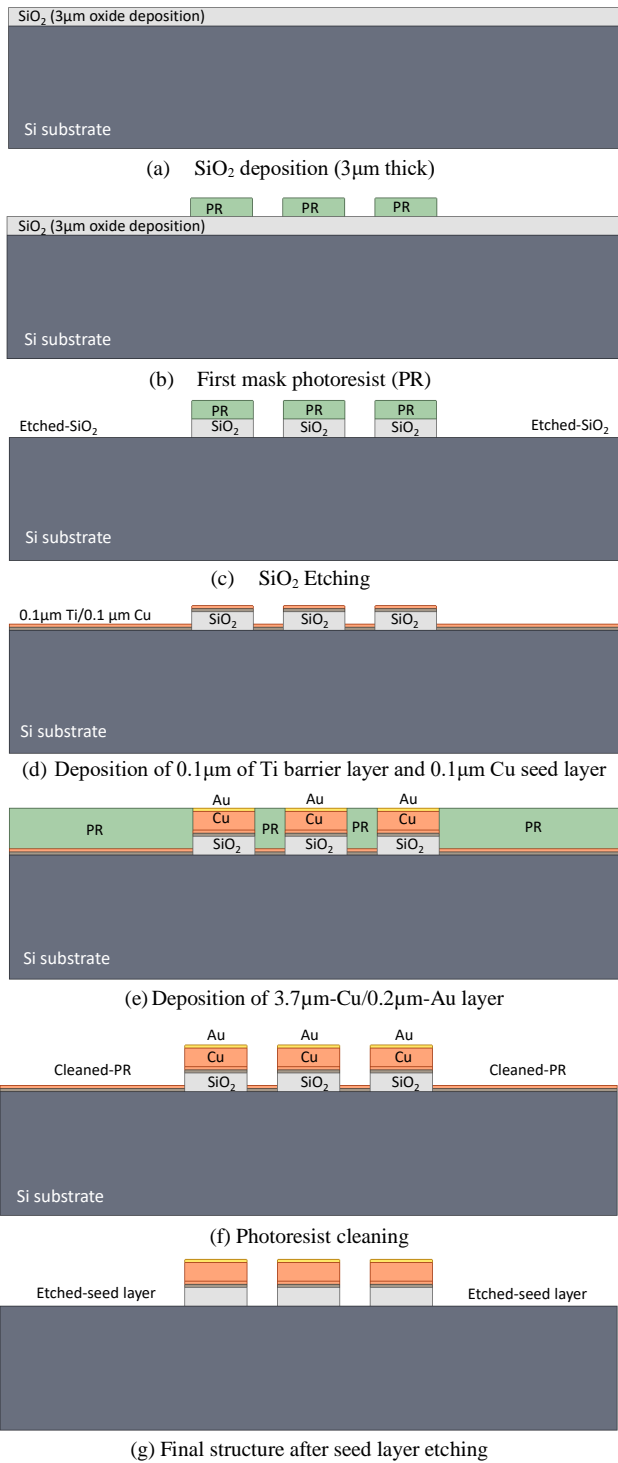 SiO₂ (3µm oxide deposition)
Si substrate
(a) SiO₂ deposition (3µm thick)
PR PR PR
SiO₂ (3µm oxide deposition)
Si substrate
(b) First mask photoresist (PR)
PR PR PR
Etched-SiO₂ SiO₂ SiO₂ SiO₂ Etched-SiO₂
Si substrate
(c) SiO₂ Etching
0.1µm Ti/0.1 µm Cu SiO₂ SiO₂ SiO₂
Si substrate
(d) Deposition of 0.1µm of Ti barrier layer and 0.1µm Cu seed layer
Au Au Au
Cu Cu Cu
PR PR PR PR
SiO₂ SiO₂ SiO₂
Si substrate
(e) Deposition of 3.7µm-Cu/0.2µm-Au layer
Au Au Au
Cu Cu Cu
Cleaned-PR Cleaned-PR
SiO₂ SiO₂ SiO₂
Si substrate
(f) Photoresist cleaning
Etched-seed layer Etched-seed layer
(g) Final structure after seed layer etching